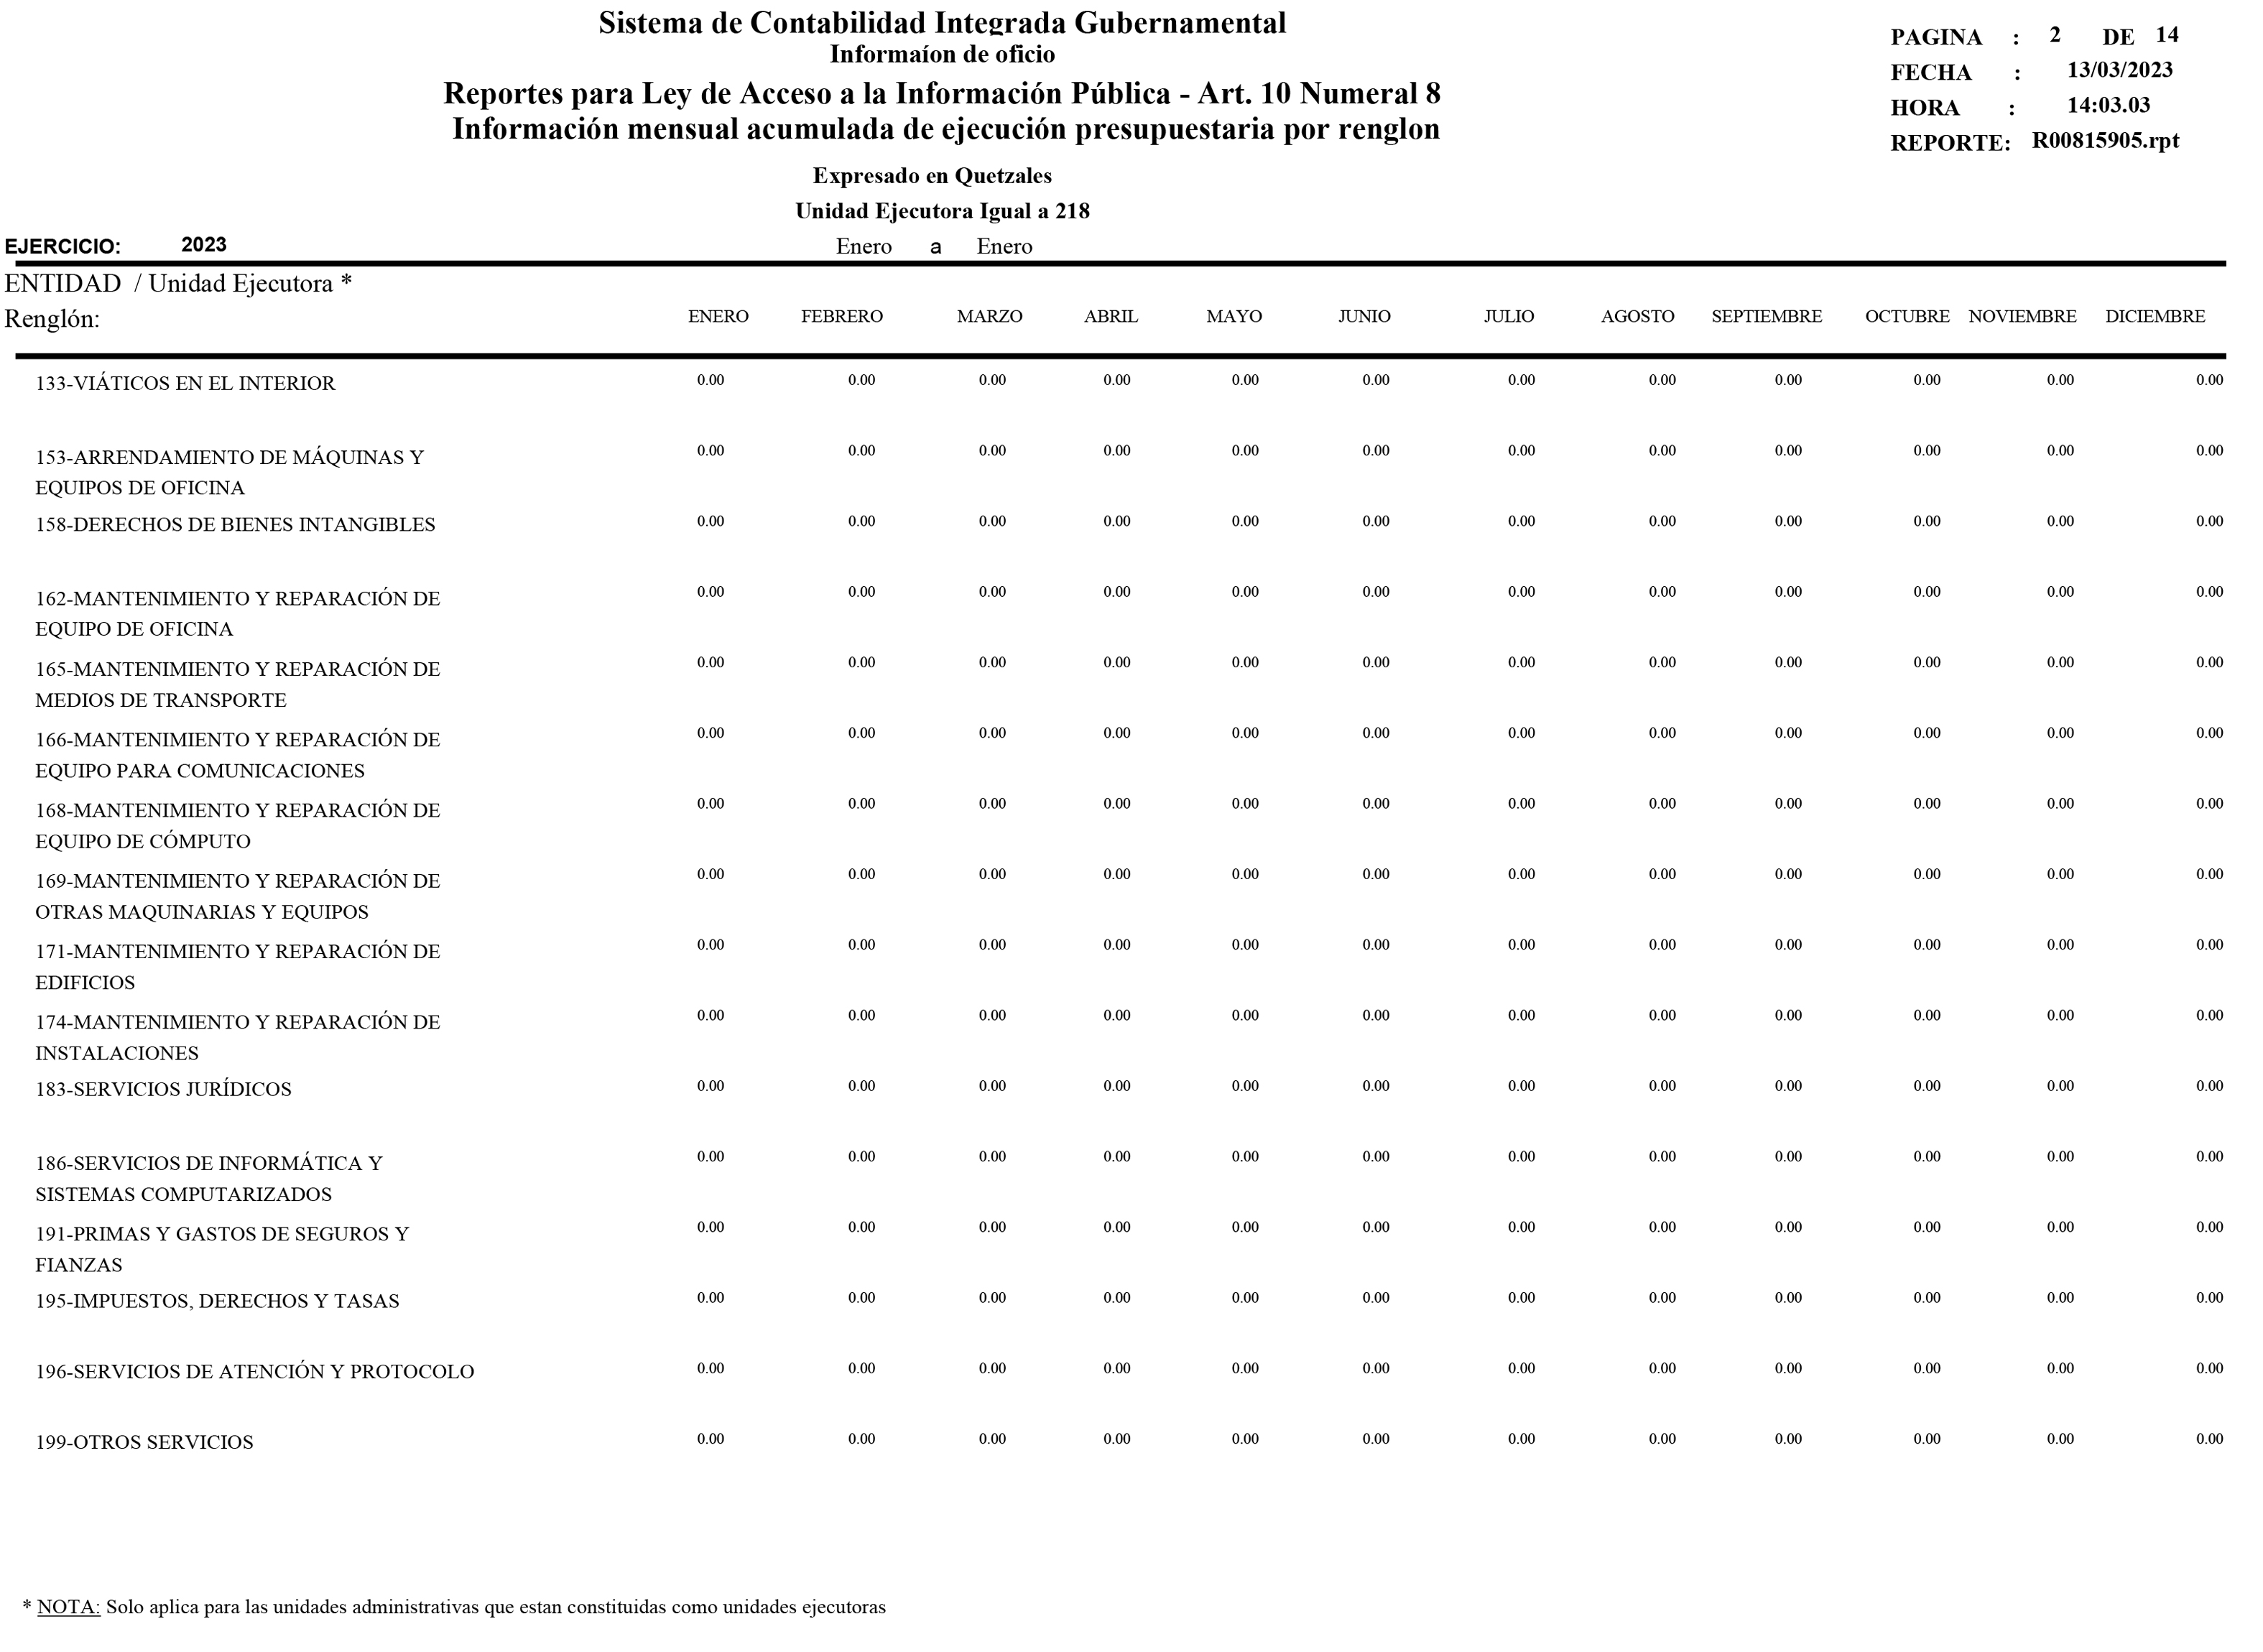 Sistema de Contabilidad Integrada Gubernamental
Informaíon de oficio
Reportes para Ley de Acceso a la Información Pública - Art. 10 Numeral 8
Información mensual acumulada de ejecución presupuestaria por renglon
Expresado en Quetzales
Unidad Ejecutora Igual a 218
PAGINA : 2 DE 14
FECHA : 13/03/2023
HORA : 14:03.03
REPORTE: R00815905.rpt
EJERCICIO: 2023 Enero a Enero
ENTIDAD / Unidad Ejecutora *
Renglón: ENERO FEBRERO MARZO ABRIL MAYO JUNIO JULIO AGOSTO SEPTIEMBRE OCTUBRE NOVIEMBRE DICIEMBRE
133-VIÁTICOS EN EL INTERIOR 0.00 0.00 0.00 0.00 0.00 0.00 0.00 0.00 0.00 0.00 0.00 0.00
153-ARRENDAMIENTO DE MÁQUINAS Y 0.00 0.00 0.00 0.00 0.00 0.00 0.00 0.00 0.00 0.00 0.00 0.00
EQUIPOS DE OFICINA
158-DERECHOS DE BIENES INTANGIBLES 0.00 0.00 0.00 0.00 0.00 0.00 0.00 0.00 0.00 0.00 0.00 0.00
162-MANTENIMIENTO Y REPARACIÓN DE 0.00 0.00 0.00 0.00 0.00 0.00 0.00 0.00 0.00 0.00 0.00 0.00
EQUIPO DE OFICINA
165-MANTENIMIENTO Y REPARACIÓN DE 0.00 0.00 0.00 0.00 0.00 0.00 0.00 0.00 0.00 0.00 0.00 0.00
MEDIOS DE TRANSPORTE
166-MANTENIMIENTO Y REPARACIÓN DE 0.00 0.00 0.00 0.00 0.00 0.00 0.00 0.00 0.00 0.00 0.00 0.00
EQUIPO PARA COMUNICACIONES
168-MANTENIMIENTO Y REPARACIÓN DE 0.00 0.00 0.00 0.00 0.00 0.00 0.00 0.00 0.00 0.00 0.00 0.00
EQUIPO DE CÓMPUTO
169-MANTENIMIENTO Y REPARACIÓN DE 0.00 0.00 0.00 0.00 0.00 0.00 0.00 0.00 0.00 0.00 0.00 0.00
OTRAS MAQUINARIAS Y EQUIPOS
171-MANTENIMIENTO Y REPARACIÓN DE 0.00 0.00 0.00 0.00 0.00 0.00 0.00 0.00 0.00 0.00 0.00 0.00
EDIFICIOS
174-MANTENIMIENTO Y REPARACIÓN DE 0.00 0.00 0.00 0.00 0.00 0.00 0.00 0.00 0.00 0.00 0.00 0.00
INSTALACIONES
183-SERVICIOS JURÍDICOS 0.00 0.00 0.00 0.00 0.00 0.00 0.00 0.00 0.00 0.00 0.00 0.00
186-SERVICIOS DE INFORMÁTICA Y 0.00 0.00 0.00 0.00 0.00 0.00 0.00 0.00 0.00 0.00 0.00 0.00
SISTEMAS COMPUTARIZADOS
191-PRIMAS Y GASTOS DE SEGUROS Y 0.00 0.00 0.00 0.00 0.00 0.00 0.00 0.00 0.00 0.00 0.00 0.00
FIANZAS
195-IMPUESTOS, DERECHOS Y TASAS 0.00 0.00 0.00 0.00 0.00 0.00 0.00 0.00 0.00 0.00 0.00 0.00
196-SERVICIOS DE ATENCIÓN Y PROTOCOLO 0.00 0.00 0.00 0.00 0.00 0.00 0.00 0.00 0.00 0.00 0.00 0.00
199-OTROS SERVICIOS 0.00 0.00 0.00 0.00 0.00 0.00 0.00 0.00 0.00 0.00 0.00 0.00
* NOTA: Solo aplica para las unidades administrativas que estan constituidas como unidades ejecutoras